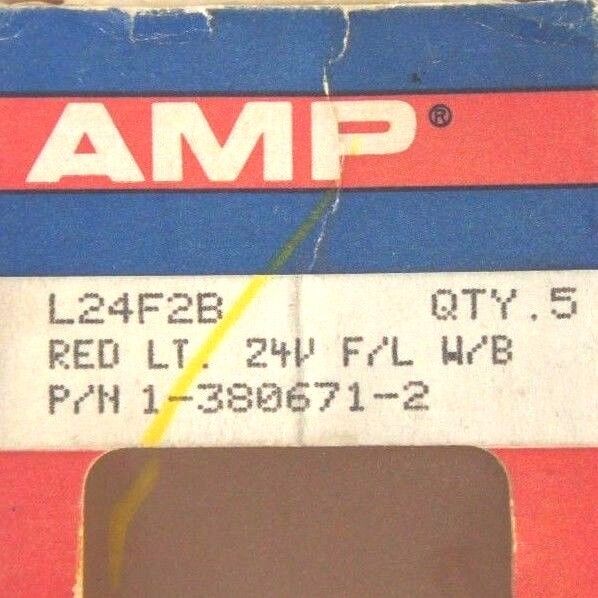 AMP®
L24F2B QTY.5
RED LT. 24V F/L W/B
P/N 1-380671-2